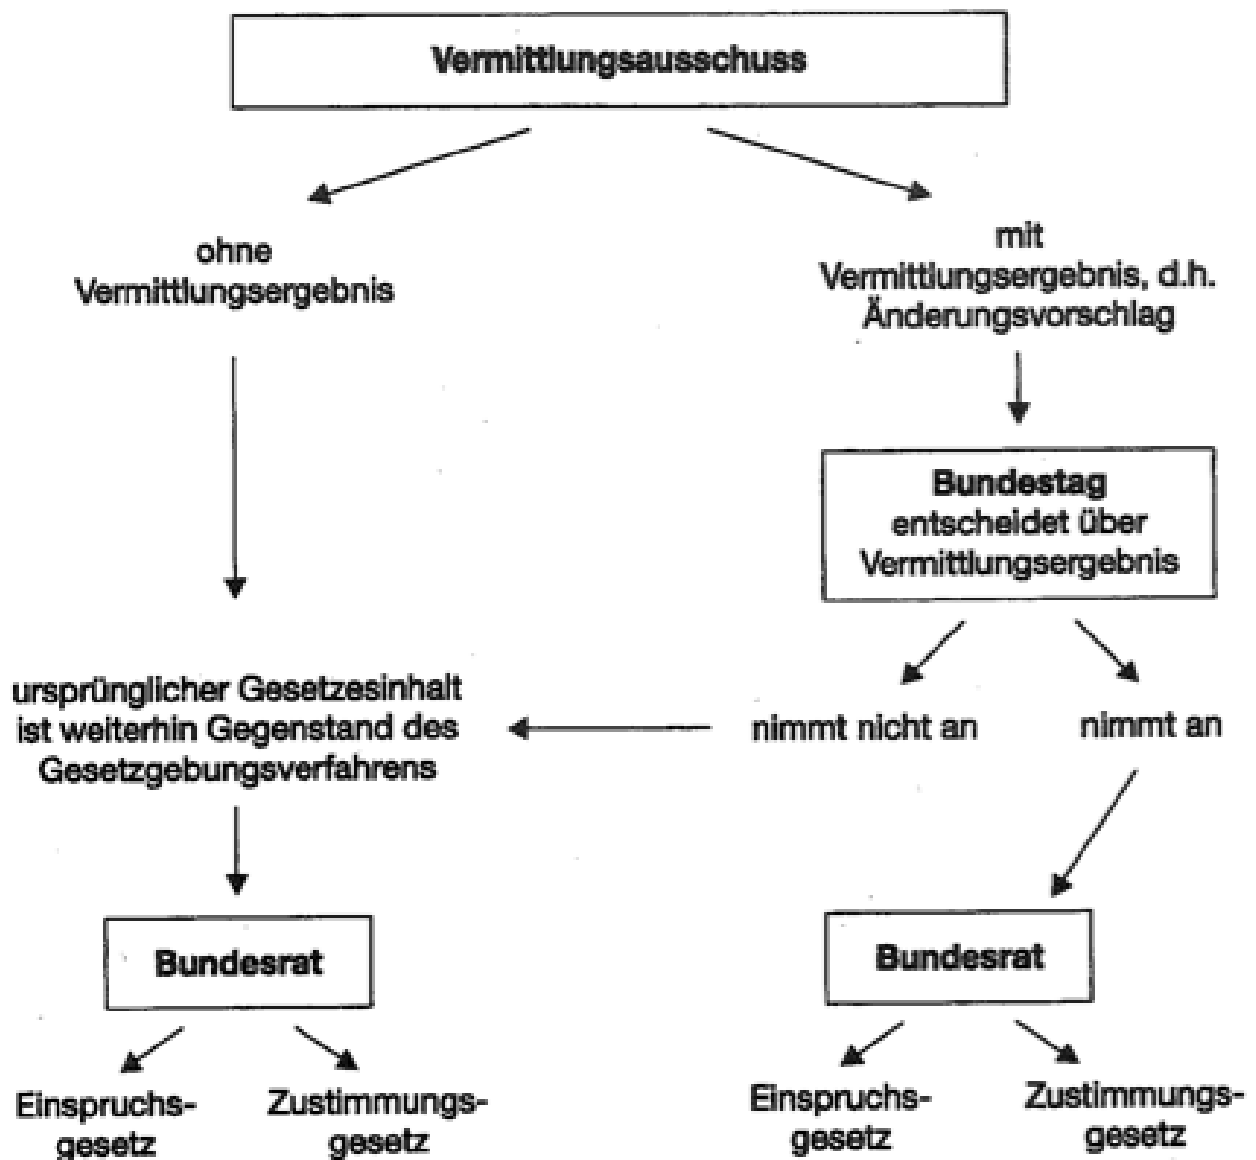 Vermittlungsausschuss
ohne
Vermittlungsergebnis
mit
Vermittlungsergebnis, d.h.
Änderungsvorschlag
Bundestag
entscheidet über
Vermittlungsergebnis
ursprünglicher Gesetzesinhalt
ist weiterhin Gegenstand des
Gesetzgebungsverfahrens
nimmt nicht an
nimmt an
Bundesrat
Bundesrat
Einspruchs-
gesetz
Zustimmungs-
gesetz
Einspruchs-
gesetz
Zustimmungs-
gesetz